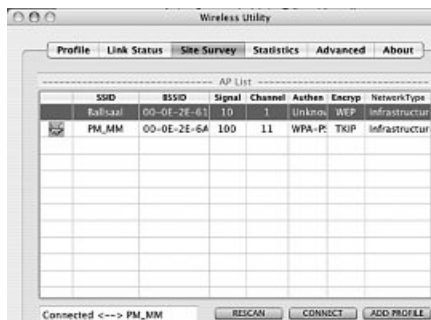 Wireless Utility
Profile Link Status Site Survey Statistics Advanced About
AP List
SSID BSSID Signal Channel Authen Encryp NetworkType
Ballsaal 00-0E-2E-61 10 1 Unknov WEP Infrastructur
PM_MM 00-0E-2E-6A 100 11 WPA-P: TKIP Infrastructur
Connected <--> PM_MM RESCAN CONNECT ADD PROFILE